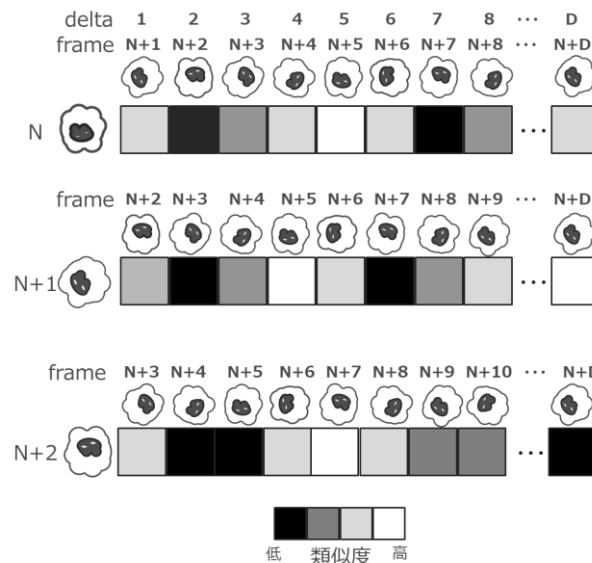 delta 1 2 3 4 5 6 7 8 ... D
frame N+1 N+2 N+3 N+4 N+5 N+6 N+7 N+8 ... N+D
N ...
frame N+2 N+3 N+4 N+5 N+6 N+7 N+8 N+9 ... N+D
N+1 ...
frame N+3 N+4 N+5 N+6 N+7 N+8 N+9 N+10 ... N+D
N+2 ...
低 類似度 高